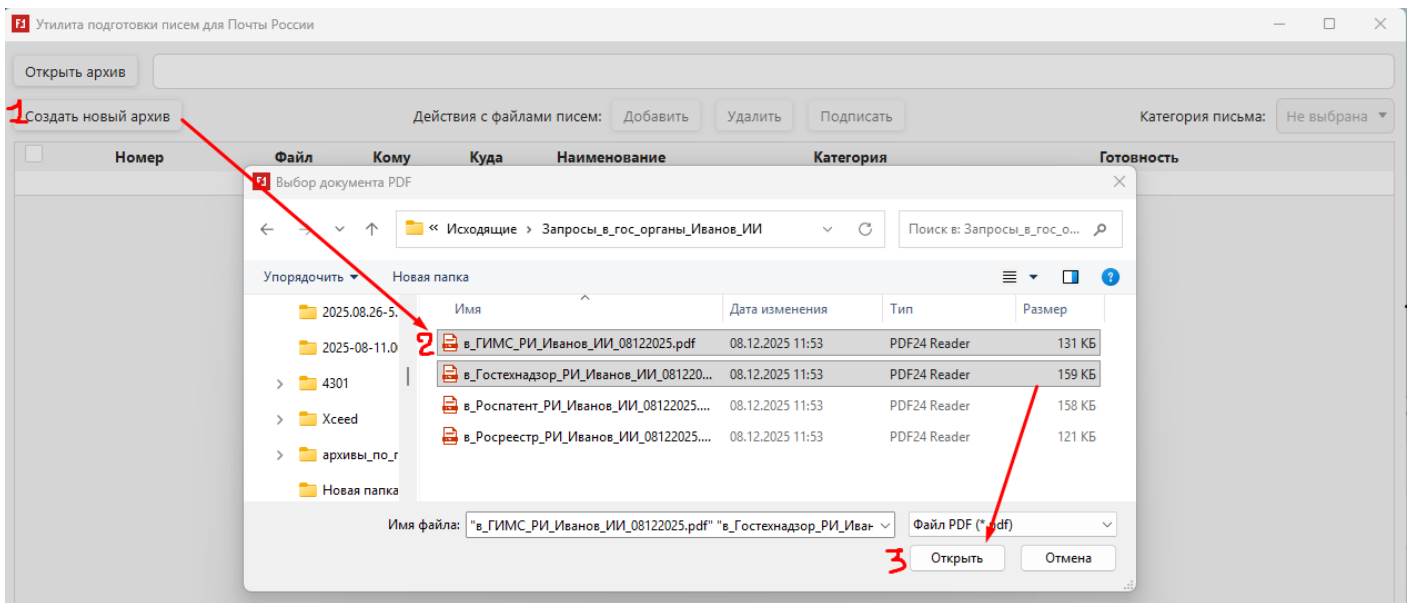 F1 Утилита подготовки писем для Почты России
Открыть архив
1 Создать новый архив Действия с файлами писем: Добавить Удалить Подписать Категория письма: Не выбрана
Номер Файл Кому Куда Наименование Категория Готовность
F1 Выбор документа PDF
« Исходящие > Запросы_в_гос_органы_Иванов_ИИ Поиск в: Запросы_в_гос_о...
Упорядочить Новая папка
Имя Дата изменения Тип Размер
2025.08.26-5.
2 в_ГИМС_РИ_Иванов_ИИ_08122025.pdf 08.12.2025 11:53 PDF24 Reader 131 КБ
2025-08-11.0
в_Гостехнадзор_РИ_Иванов_ИИ_081220... 08.12.2025 11:53 PDF24 Reader 159 КБ
4301
в_Роспатент_РИ_Иванов_ИИ_08122025.... 08.12.2025 11:53 PDF24 Reader 158 КБ
Xceed
в_Росреестр_РИ_Иванов_ИИ_08122025.... 08.12.2025 11:53 PDF24 Reader 121 КБ
архивы_по_г
Новая папка
Имя файла: "в_ГИМС_РИ_Иванов_ИИ_08122025.pdf" "в_Гостехнадзор_РИ_Иван Файл PDF (*.pdf)
3 Открыть Отмена